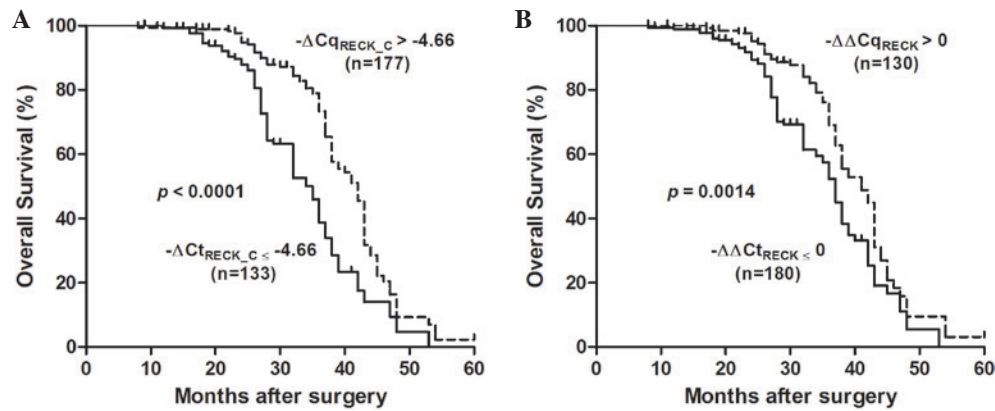 A
Overall Survival (%)
100
80
60
40
20
0
-ΔCqRECK_C > -4.66
(n=177)
p < 0.0001
-ΔCtRECK_C ≤ -4.66
(n=133)
0 10 20 30 40 50 60
Months after surgery
B
Overall Survival (%)
100
80
60
40
20
0
-ΔΔCqRECK > 0
(n=130)
p = 0.0014
-ΔΔCtRECK ≤ 0
(n=180)
0 10 20 30 40 50 60
Months after surgery